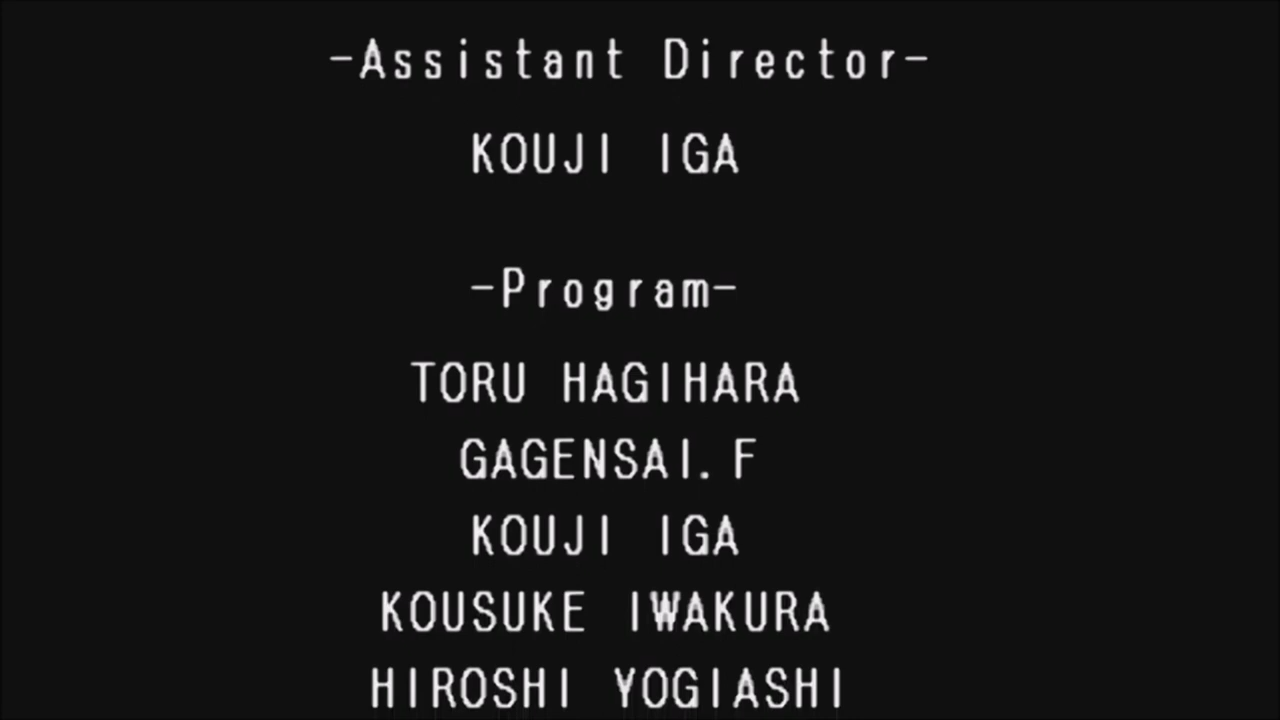 -Assistant Director-
KOUJI IGA
-Program-
TORU HAGIHARA
GAGENSAI.F
KOUJI IGA
KOUSUKE IWAKURA
HIROSHI YOGIASHI